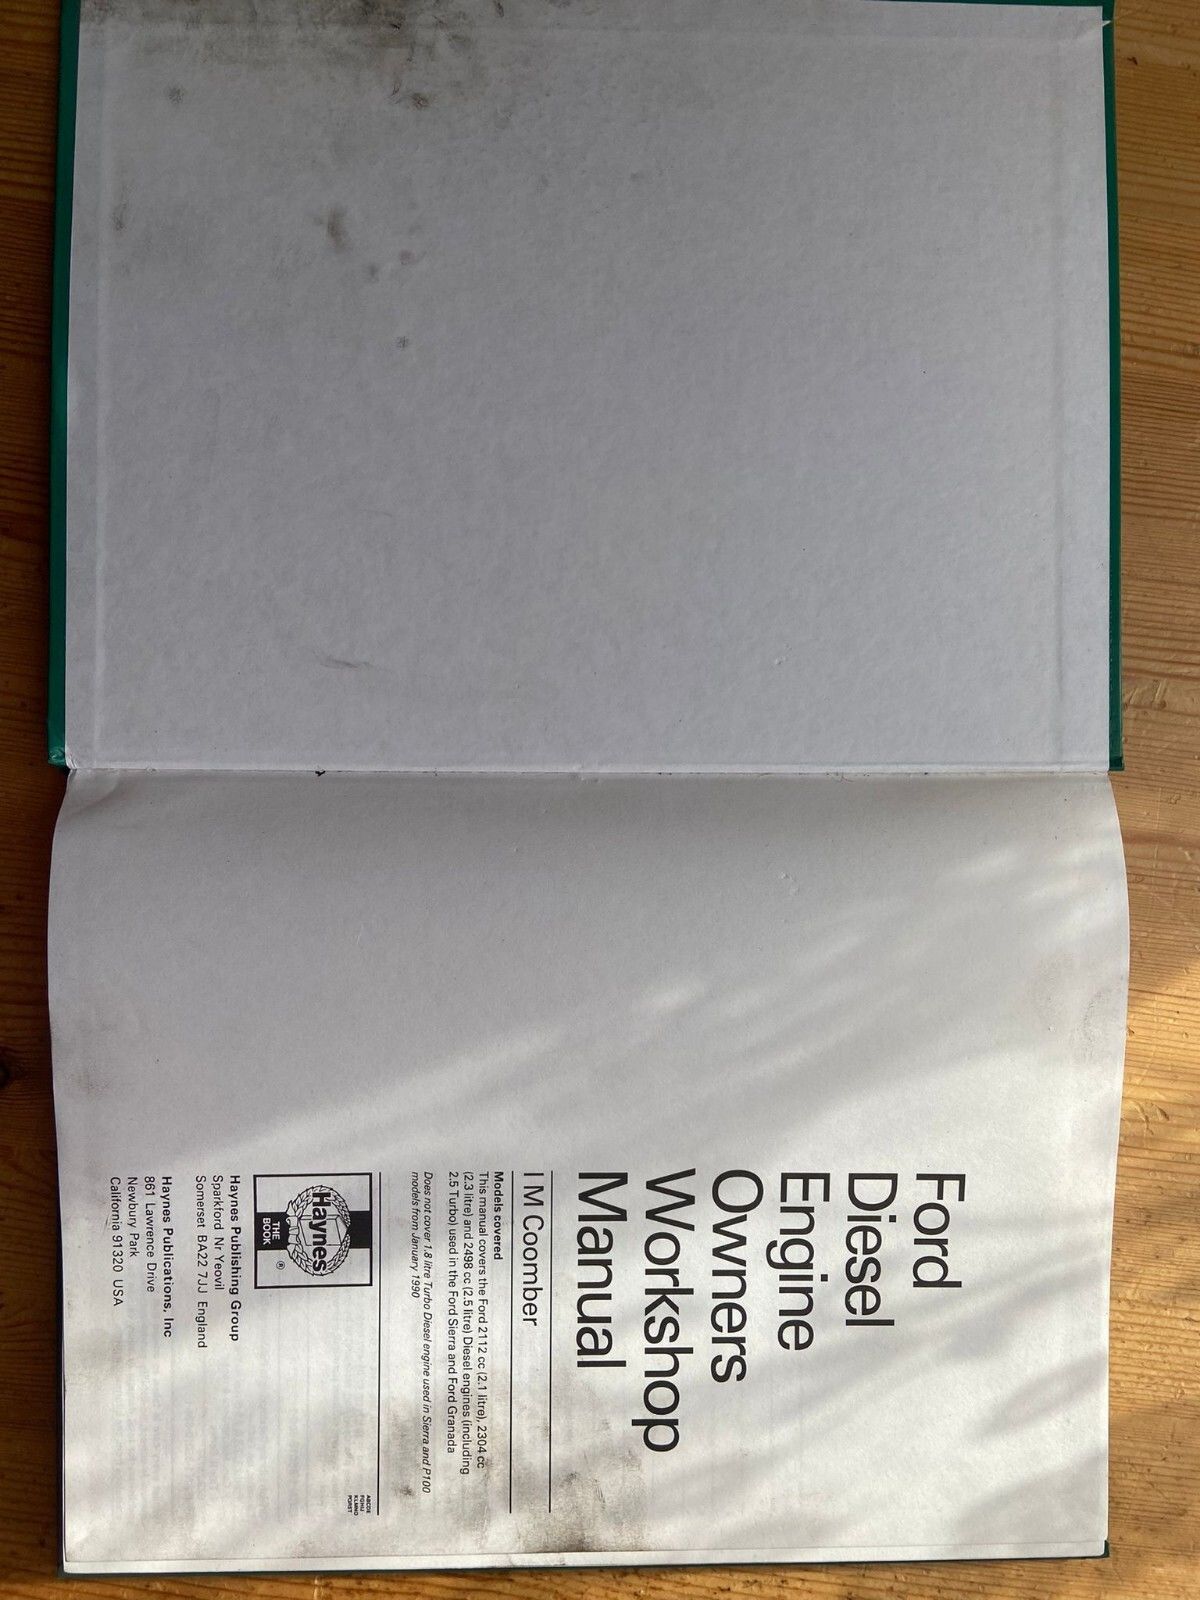 Ford
Diesel
Engine
Owners
Workshop
Manual
I M Coomber
Models covered
This manual covers the Ford 2112 cc (2.1 litre), 2304 cc
(2.3 litre) and 2498 cc (2.5 litre) Diesel engines (including
2.5 Turbo) used in the Ford Sierra and Ford Granada
Does not cover 1.8 litre Turbo Diesel engine used in Sierra and P100
models from January 1990
ABCDE
FGHIJ
KLMNO
PQRST
Haynes
THE
BOOK
®
Haynes Publishing Group
Sparkford Nr Yeovil
Somerset BA22 7JJ England
Haynes Publications, Inc
861 Lawrence Drive
Newbury Park
California 91320 USA